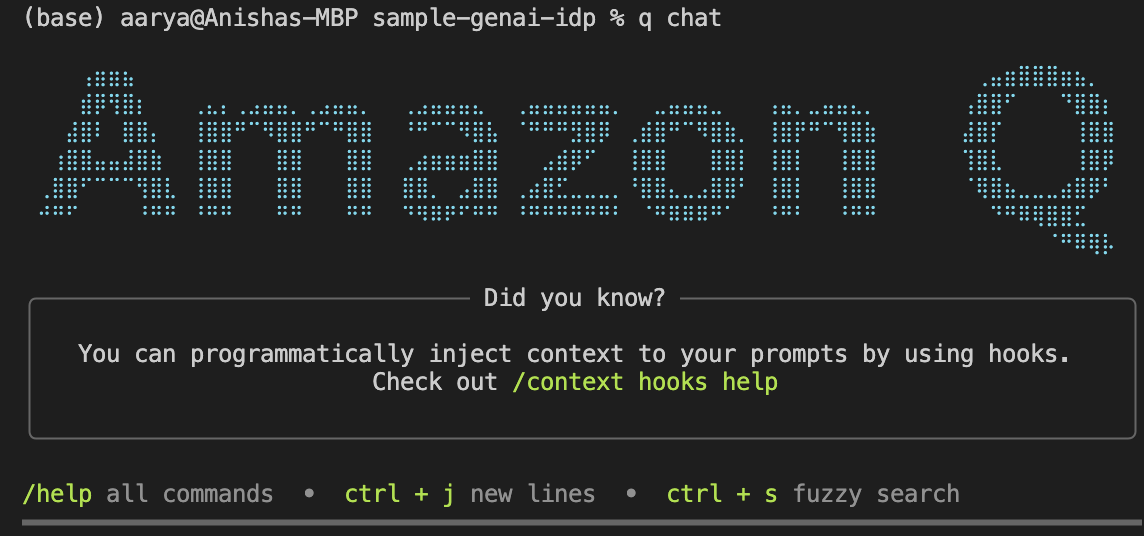 (base) aarya@Anishas-MBP sample-genai-idp % q chat
Amazon Q
Did you know?
You can programmatically inject context to your prompts by using hooks.
Check out /context hooks help
/help all commands • ctrl + j new lines • ctrl + s fuzzy search